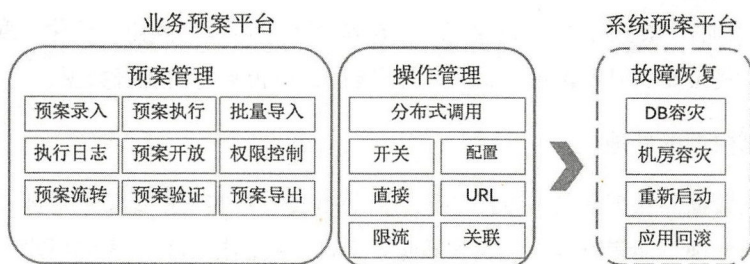 业务预案平台
系统预案平台
预案管理
预案录入 预案执行 批量导入
执行日志 预案开放 权限控制
预案流转 预案验证 预案导出
操作管理
分布式调用
开关 配置
直接 URL
限流 关联
故障恢复
DB容灾
机房容灾
重新启动
应用回滚